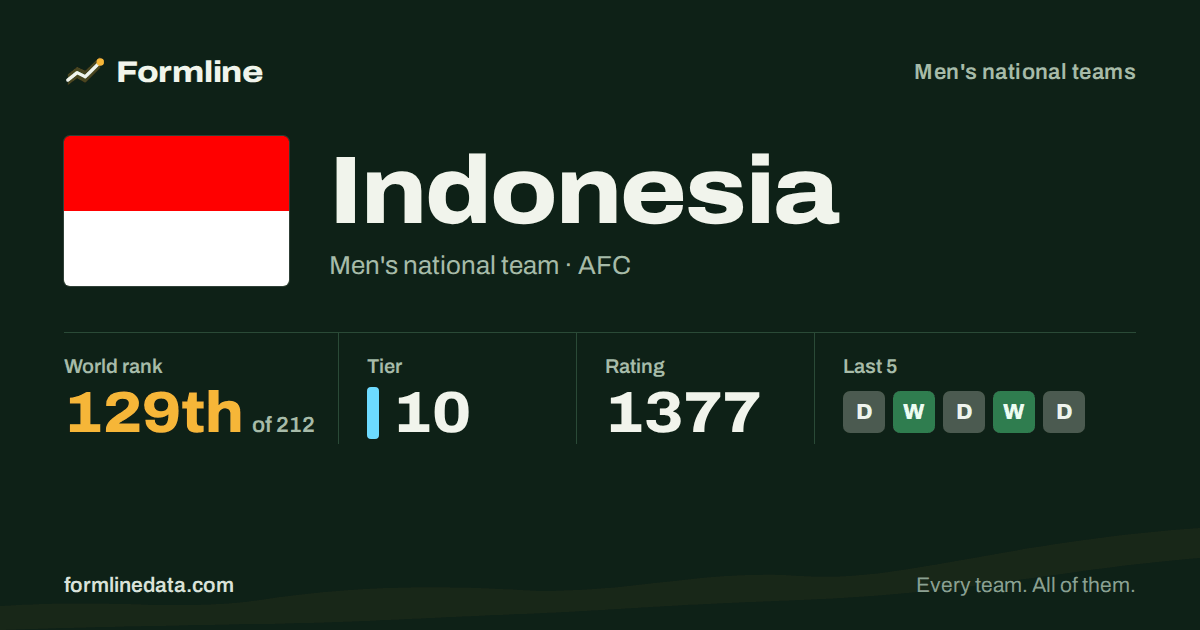 Formline
Men's national teams
Indonesia
Men's national team · AFC
World rank
129th of 212
Tier
10
Rating
1377
Last 5
D W D W D
formlinedata.com
Every team. All of them.